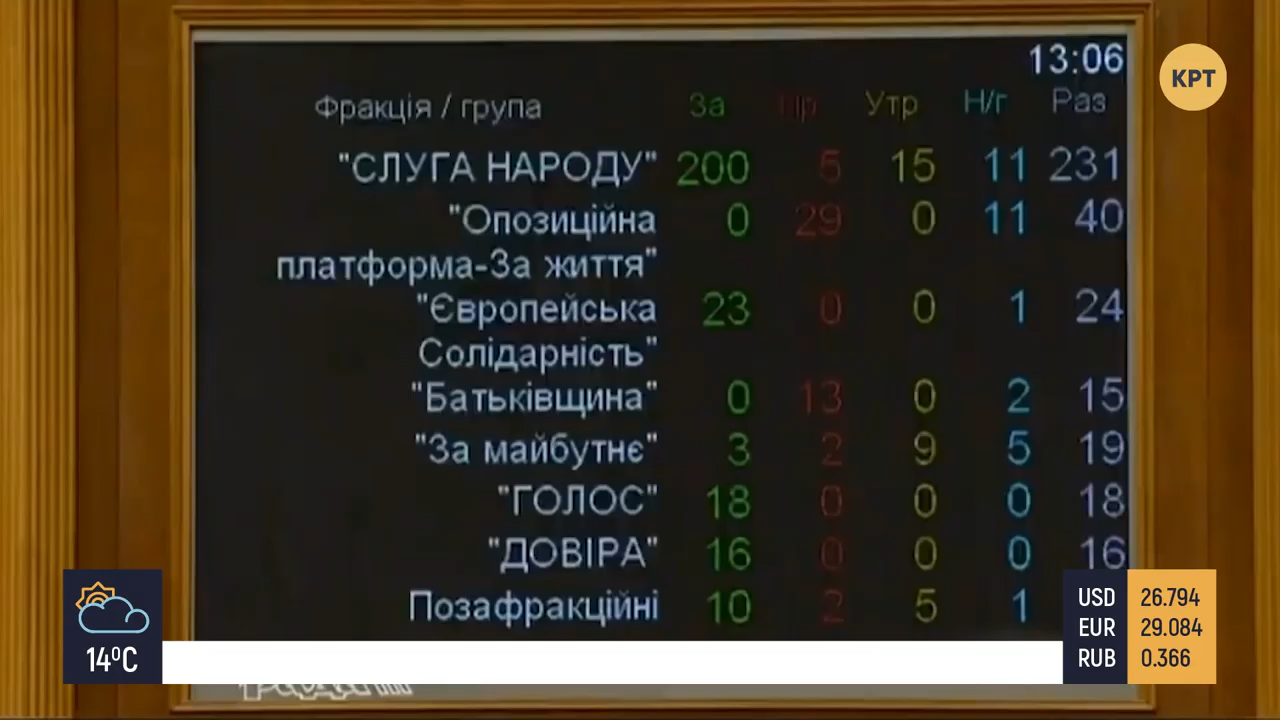 13:06
КРТ
Фракція / група За Пр Утр Н/г Раз
"СЛУГА НАРОДУ" 200 5 15 11 231
"Опозиційна 0 29 0 11 40
платформа-За життя"
"Європейська 23 0 0 1 24
Солідарність"
"Батьківщина" 0 13 0 2 15
"За майбутнє" 3 2 9 5 19
"ГОЛОС" 18 0 0 0 18
"ДОВІРА" 16 0 0 0 16
Позафракційні 10 2 5 1
14⁰C
USD 26.794
EUR 29.084
RUB 0.366